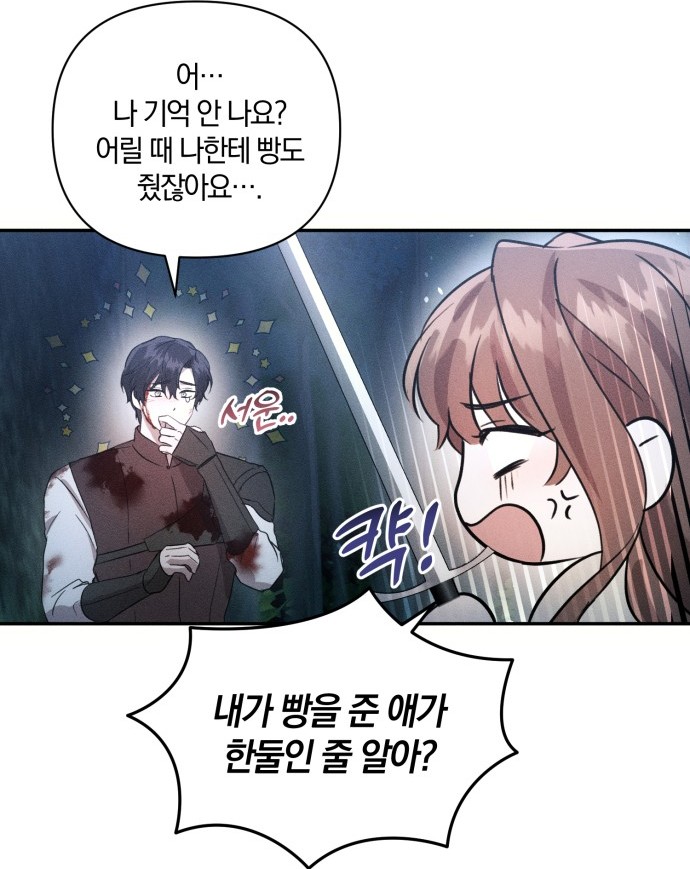 어…
나 기억 안 나요?
어릴 때 나한테 빵도
줬잖아요….
서운..
캭!
내가 빵을 준 애가
한둘인 줄 알아?